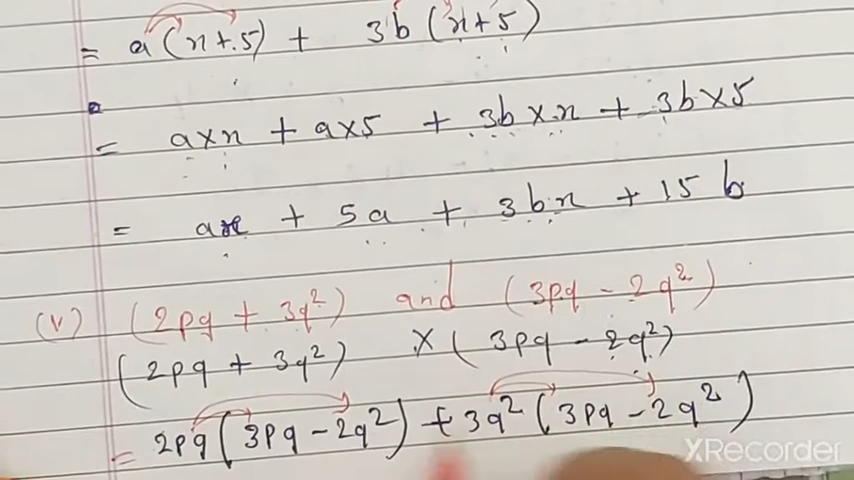 = a (x + 5) + 3b (x + 5)
= a × x + a × 5 + 3b × x + 3b × 5
= ax + 5a + 3bx + 15 b
(v) (2pq + 3q²) and (3pq - 2q²)
(2pq + 3q²) × (3pq - 2q²)
= 2pq (3pq - 2q²) + 3q² (3pq - 2q²)
XRecorder